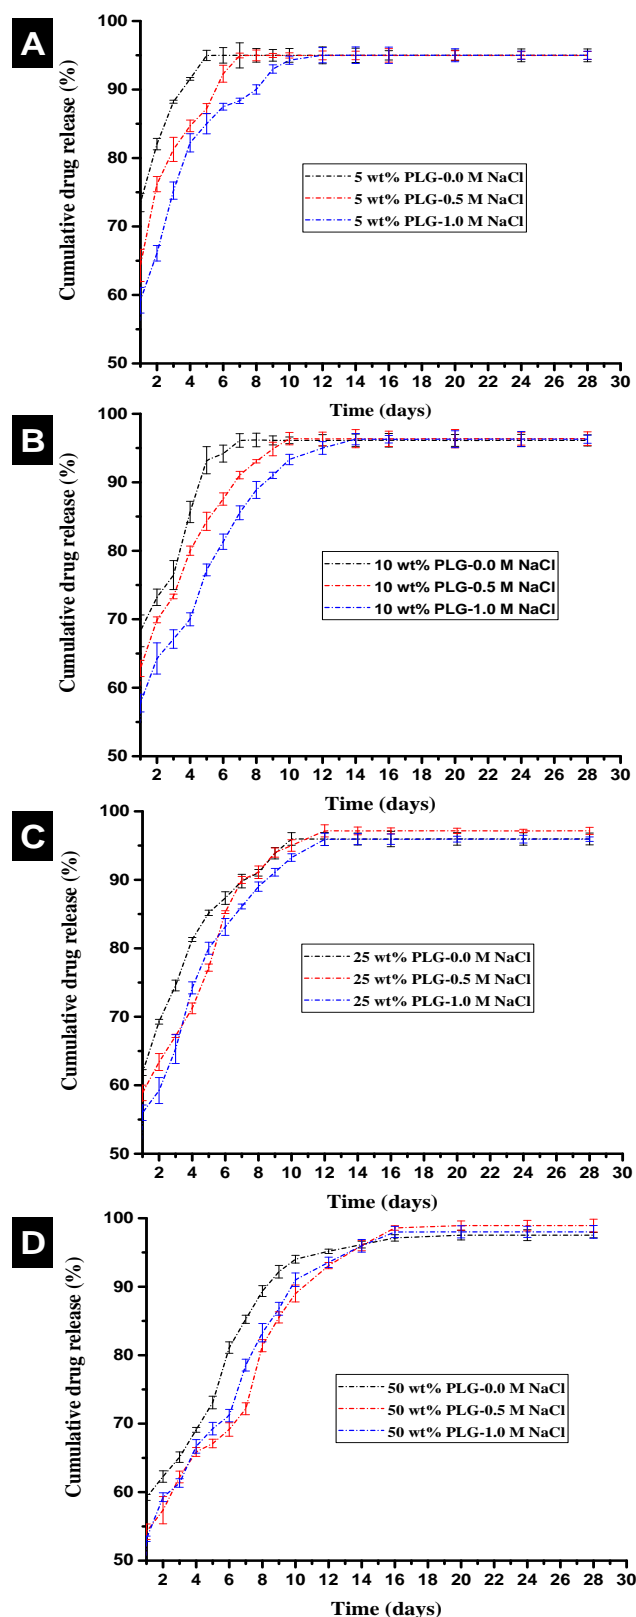 A
Cumulative drug release (%)
100
90
80
70
60
50
5 wt% PLG-0.0 M NaCl
5 wt% PLG-0.5 M NaCl
5 wt% PLG-1.0 M NaCl
2 4 6 8 10 12 14 16 18 20 22 24 26 28 30
Time (days)
B
Cumulative drug release (%)
100
90
80
70
60
50
10 wt% PLG-0.0 M NaCl
10 wt% PLG-0.5 M NaCl
10 wt% PLG-1.0 M NaCl
2 4 6 8 10 12 14 16 18 20 22 24 26 28 30
Time (days)
C
Cumulative drug release (%)
100
90
80
70
60
50
25 wt% PLG-0.0 M NaCl
25 wt% PLG-0.5 M NaCl
25 wt% PLG-1.0 M NaCl
2 4 6 8 10 12 14 16 18 20 22 24 26 28 30
Time (days)
D
Cumulative drug release (%)
100
90
80
70
60
50
50 wt% PLG-0.0 M NaCl
50 wt% PLG-0.5 M NaCl
50 wt% PLG-1.0 M NaCl
2 4 6 8 10 12 14 16 18 20 22 24 26 28 30
Time (days)